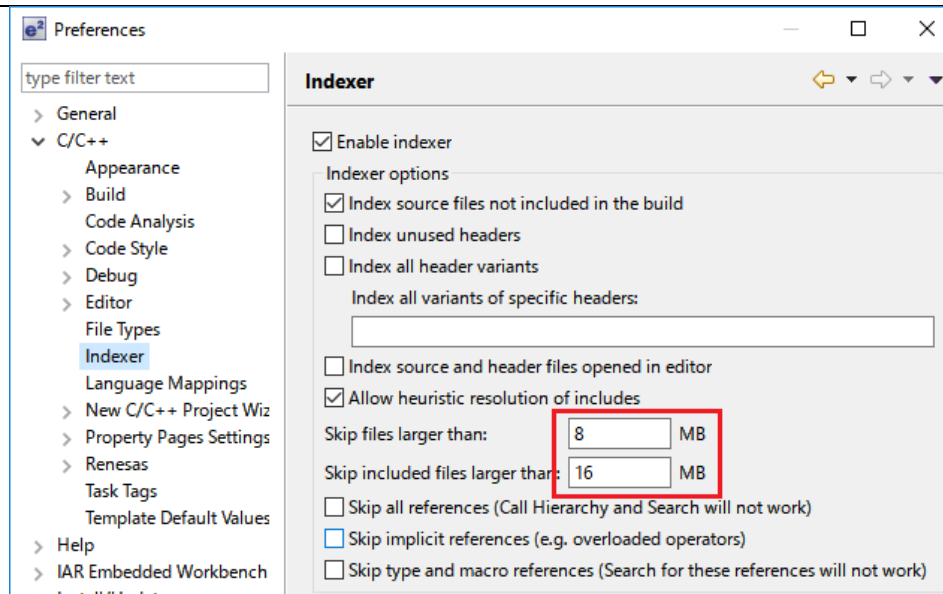 e² Preferences
type filter text
Indexer
General
C/C++
Appearance
Build
Code Analysis
Code Style
Debug
Editor
File Types
Indexer
Language Mappings
New C/C++ Project Wiz
Property Pages Settings
Renesas
Task Tags
Template Default Values
Help
IAR Embedded Workbench
Enable indexer
Indexer options
Index source files not included in the build
Index unused headers
Index all header variants
Index all variants of specific headers:
Index source and header files opened in editor
Allow heuristic resolution of includes
Skip files larger than: 8 MB
Skip included files larger than: 16 MB
Skip all references (Call Hierarchy and Search will not work)
Skip implicit references (e.g. overloaded operators)
Skip type and macro references (Search for these references will not work)